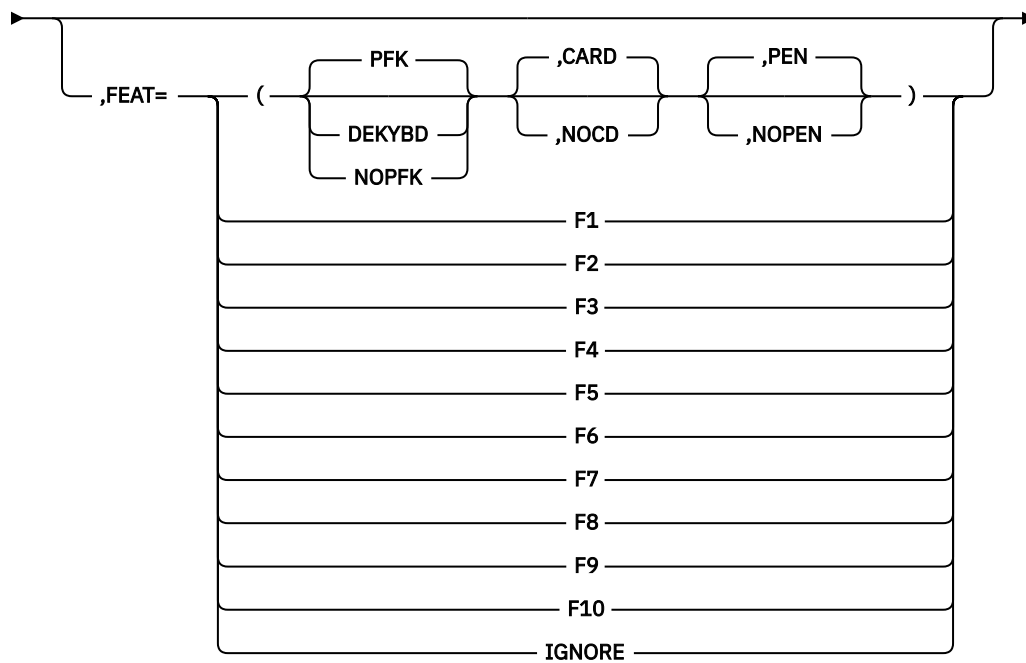 PFK ,CARD ,PEN
,FEAT= ( )
DEKYBD ,NOCD ,NOPEN
NOPFK
F1
F2
F3
F4
F5
F6
F7
F8
F9
F10
IGNORE